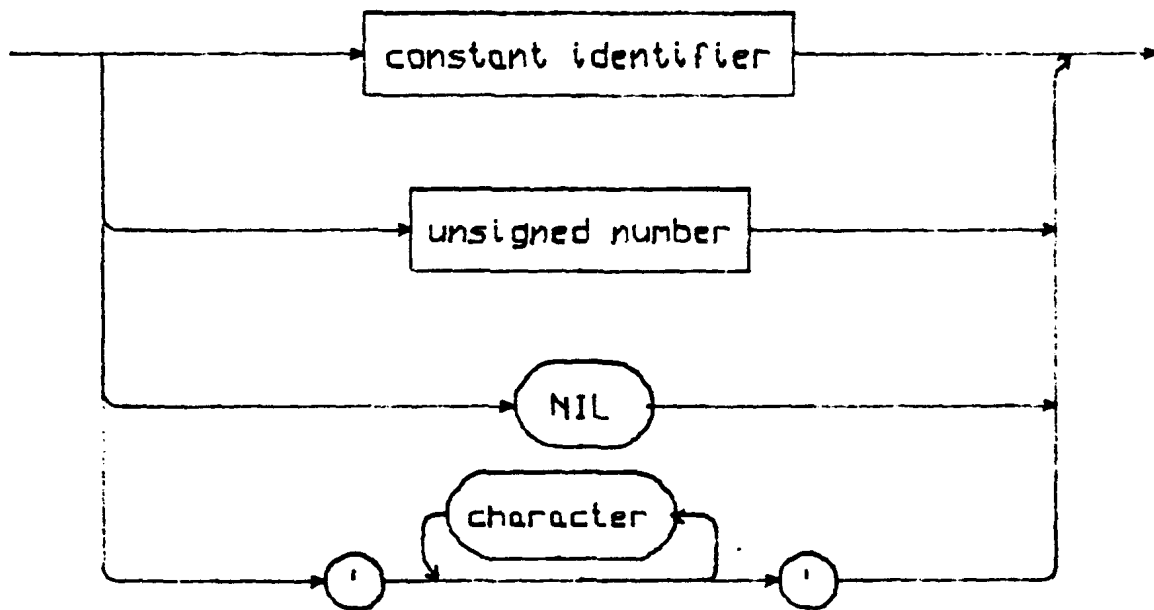 constant identifier
unsigned number
NIL
character
' '